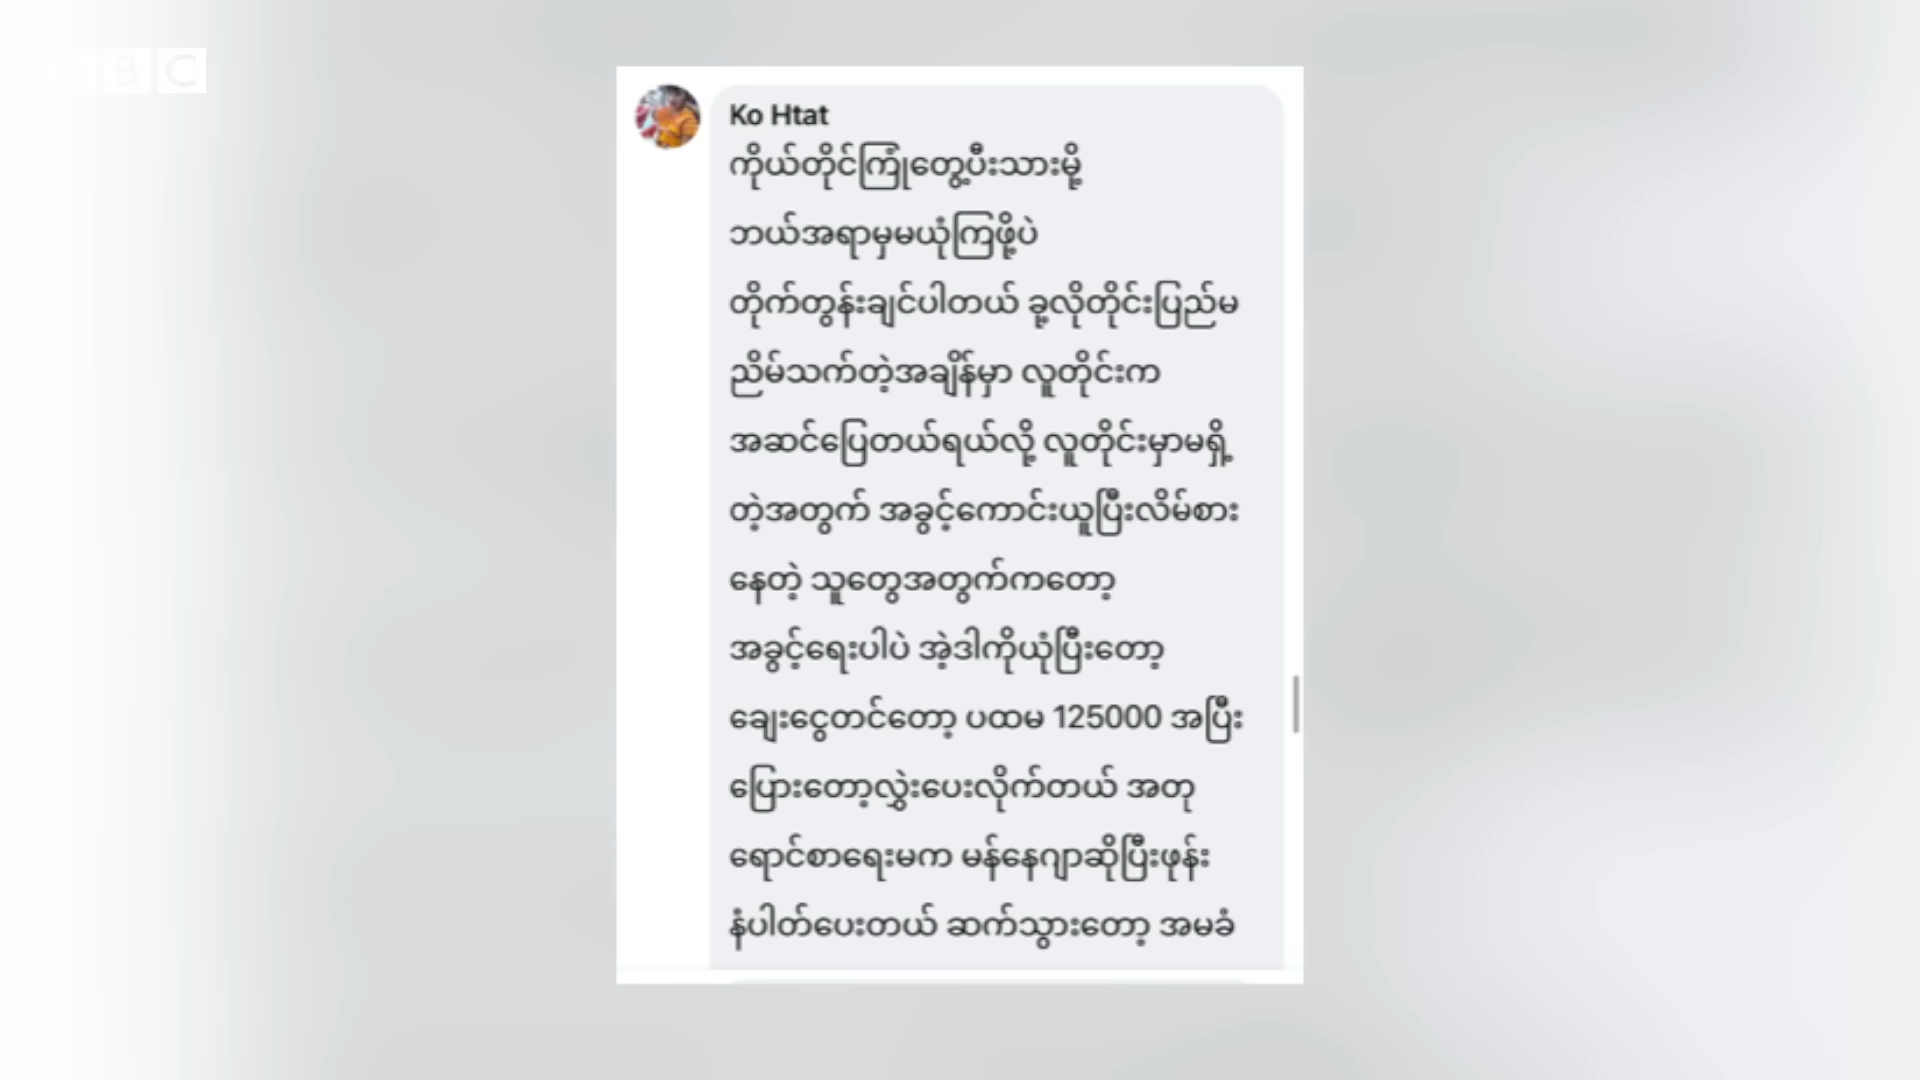 BBC
Ko Htat
ကိုယ်တိုင်ကြုံတွေ့ပီးသားမို့
ဘယ်အရာမှမယုံကြဖို့ပဲ
တိုက်တွန်းချင်ပါတယ် ခုလိုတိုင်းပြည်မ
ညိမ်သက်တဲ့အချိန်မှာ လူတိုင်းက
အဆင်ပြေတယ်ရယ်လို့ လူတိုင်းမှာမရှိ့
တဲ့အတွက် အခွင့်ကောင်းယူပြီးလိမ်စား
နေတဲ့ သူတွေအတွက်ကတော့
အခွင့်ရေးပါပဲ အဲ့ဒါကိုယုံပြီးတော့
ချေးငွေတင်တော့ ပထမ 125000 အပြီး
ပြေားတော့လွှဲးပေးလိုက်တယ် အတု
ရောင်စာရေးမက မန်နေဂျာဆိုပြီးဖုန်း
နံပါတ်ပေးတယ် ဆက်သွားတော့ အမခံ